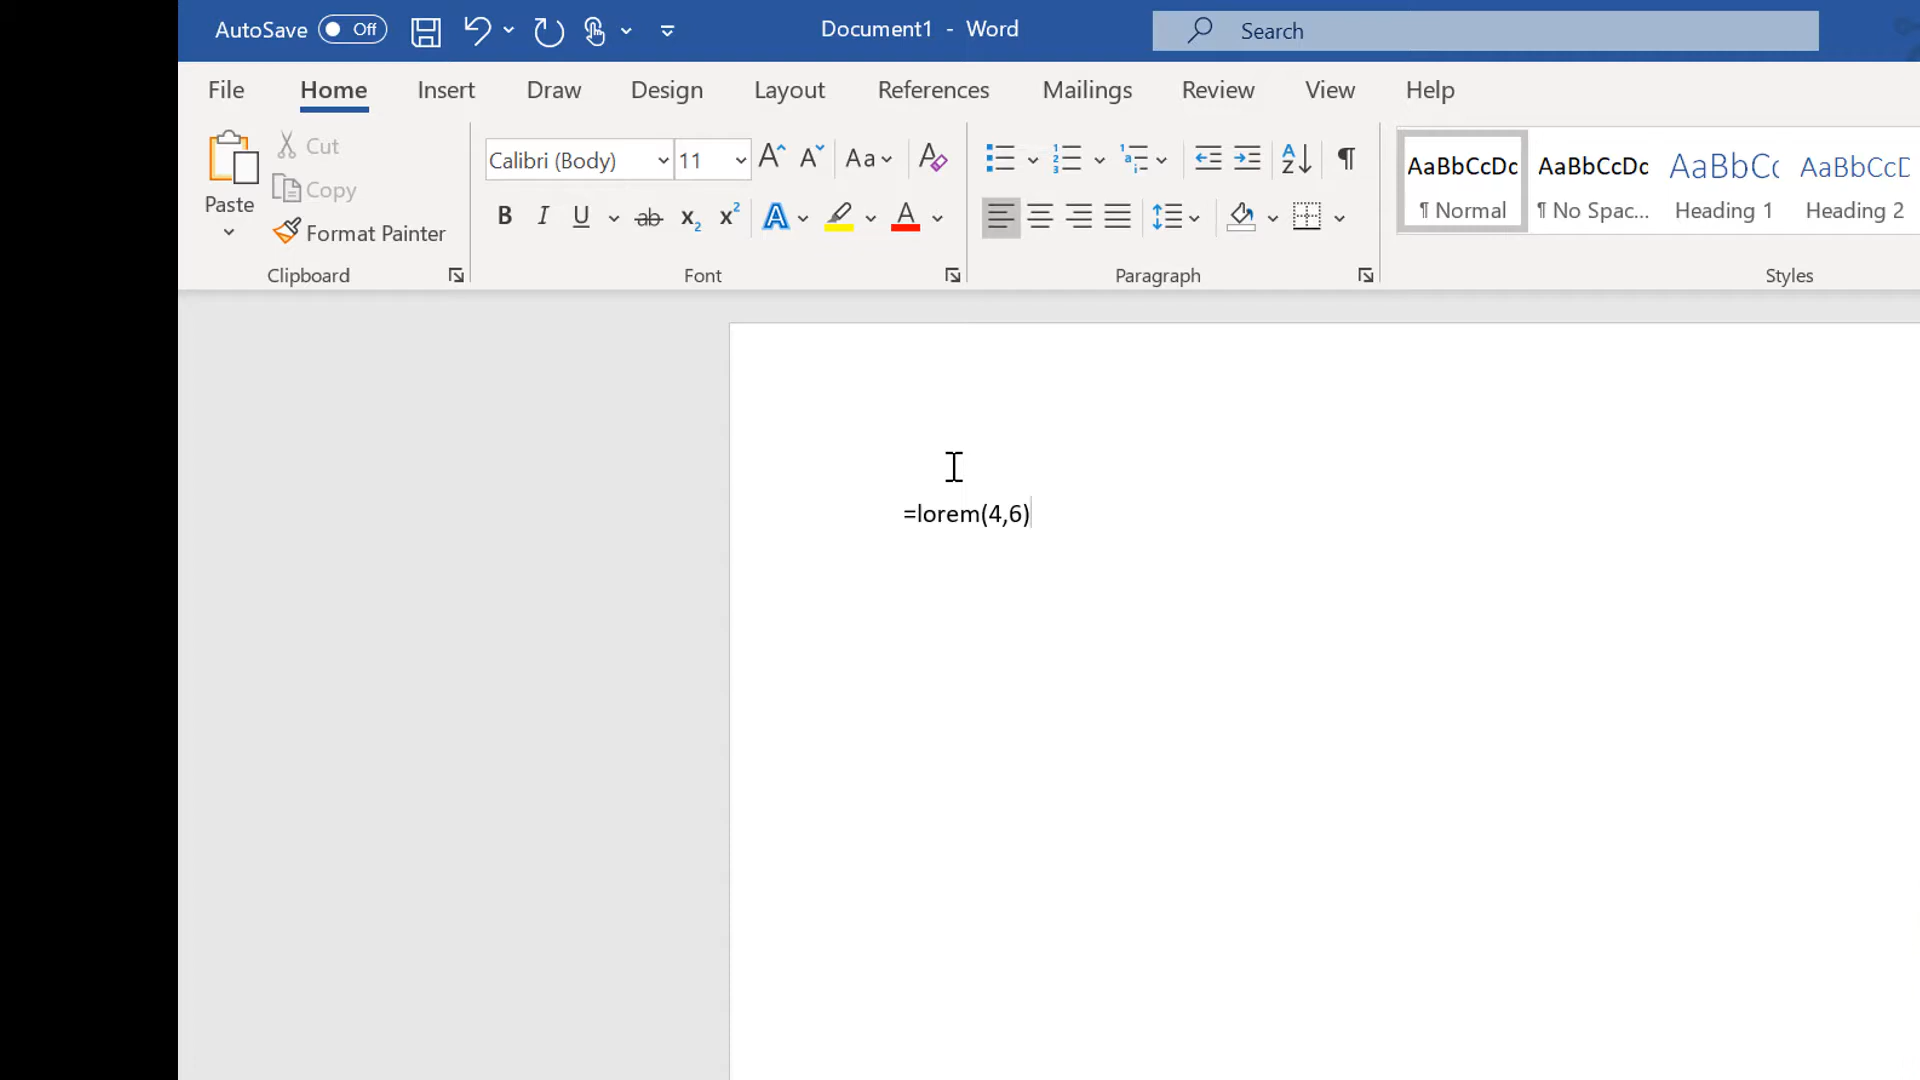 AutoSave Off Document1 - Word Search
File Home Insert Draw Design Layout References Mailings Review View Help
Paste
Cut
Copy
Format Painter
Clipboard
Calibri (Body) 11
Font
Paragraph
AaBbCcDc AaBbCcDc AaBbCc AaBbCcD
¶ Normal ¶ No Spac... Heading 1 Heading 2
Styles
=lorem(4,6)